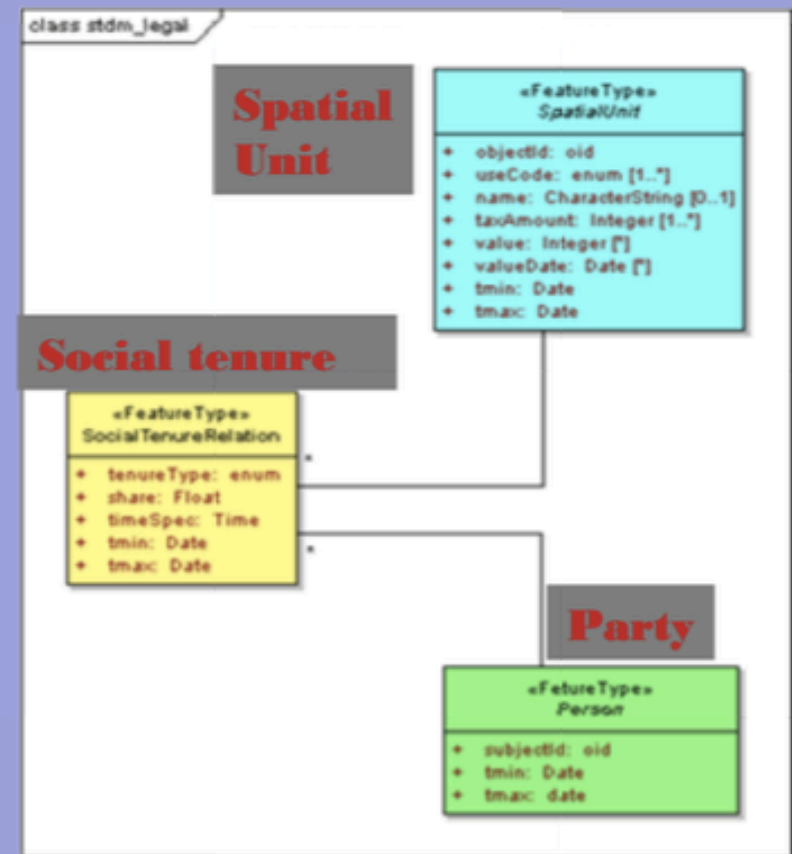 class stdm_legal
Spatial
Unit
«FeatureType»
SpatialUnit
+ objectId: oid
+ useCode: enum [1..*]
+ name: CharacterString [0..1]
+ taxAmount: Integer [1..*]
+ value: Integer [*]
+ valueDate: Date [*]
+ tmin: Date
+ tmax: Date
Social tenure
«FeatureType»
SocialTenureRelation
+ tenureType: enum
+ share: Float
+ timeSpec: Time
+ tmin: Date
+ tmax: Date
*
*
Party
«FetureType»
Person
+ subjectId: oid
+ tmin: Date
+ tmax: date